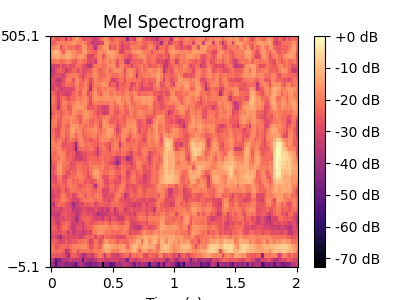 Mel Spectrogram
505.1
−5.1
0
0.5
1
1.5
2
+0 dB
-10 dB
-20 dB
-30 dB
-40 dB
-50 dB
-60 dB
-70 dB